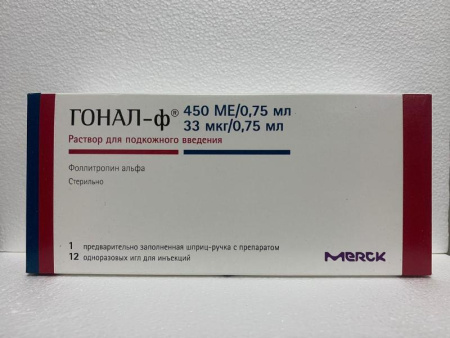 ГОНАЛ-ф® 450 МЕ/0,75 мл
33 мкг/0,75 мл
Раствор для подкожного введения
Фоллитропин альфа
Стерильно
1 предварительно заполненная шприц-ручка с препаратом
12 одноразовых игл для инъекций
MERCK